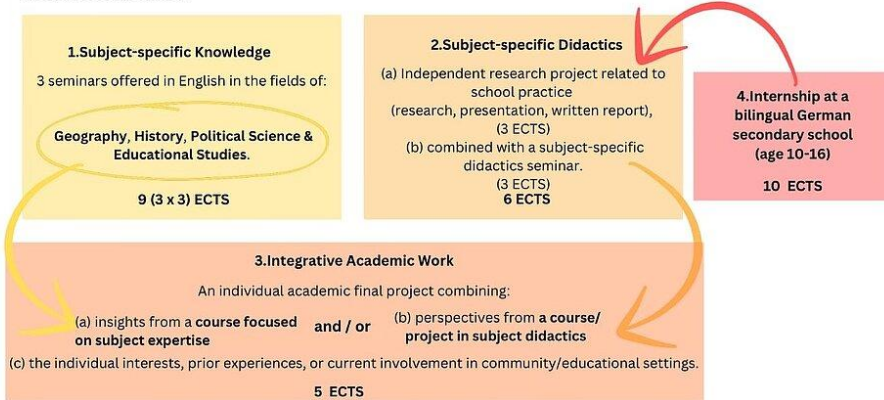 1.Subject-specific Knowledge
3 seminars offered in English in the fields of:
Geography, History, Political Science &
Educational Studies.
9 (3 x 3) ECTS
2.Subject-specific Didactics
(a) Independent research project related to
school practice
(research, presentation, written report),
(3 ECTS)
(b) combined with a subject-specific
didactics seminar.
(3 ECTS)
6 ECTS
4.Internship at a
bilingual German
secondary school
(age 10-16)
10 ECTS
3.Integrative Academic Work
An individual academic final project combining:
(a) insights from a course focused
on subject expertise
and / or
(b) perspectives from a course/
project in subject didactics
(c) the individual interests, prior experiences, or current involvement in community/educational settings.
5 ECTS